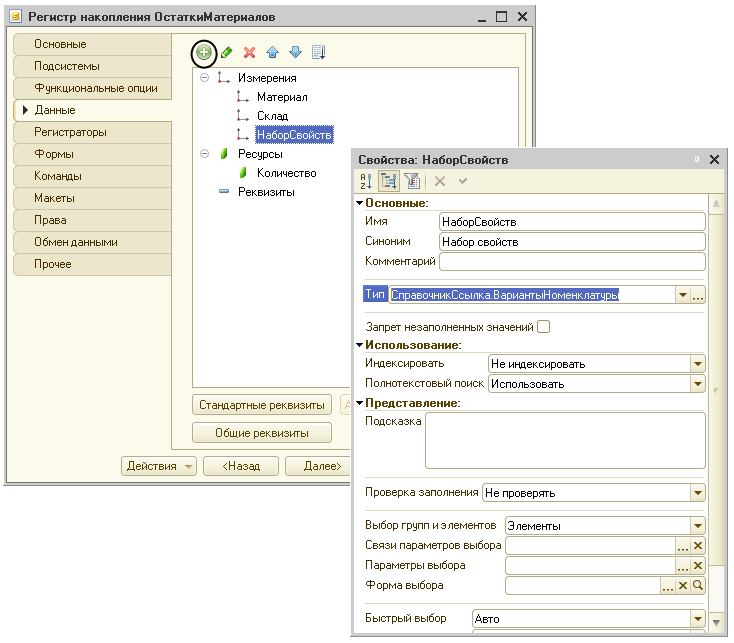 Регистр накопления ОстаткиМатериалов
Основные
Подсистемы
Функциональные опции
Данные
Регистраторы
Формы
Команды
Макеты
Права
Обмен данными
Прочее
Измерения
Материал
Склад
НаборСвойств
Ресурсы
Количество
Реквизиты
Стандартные реквизиты
Общие реквизиты
Действия
<Назад
Далее>
Свойства: НаборСвойств
Основные:
Имя НаборСвойств
Синоним Набор свойств
Комментарий
Тип СправочникСсылка.ВариантыНоменклатуры ...
Запрет незаполненных значений
Использование:
Индексировать Не индексировать
Полнотекстовый поиск Использовать
Представление:
Подсказка
Проверка заполнения Не проверять
Выбор групп и элементов Элементы
Связи параметров выбора ...
Параметры выбора ...
Форма выбора ...
Быстрый выбор Авто